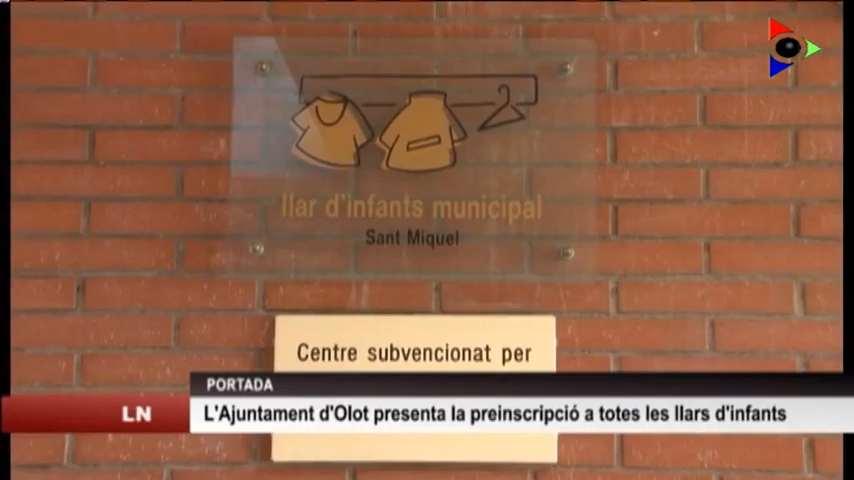 llar d'infants municipal
Sant Miquel
Centre subvencionat per
PORTADA
LN
L'Ajuntament d'Olot presenta la preinscripció a totes les llars d'infants